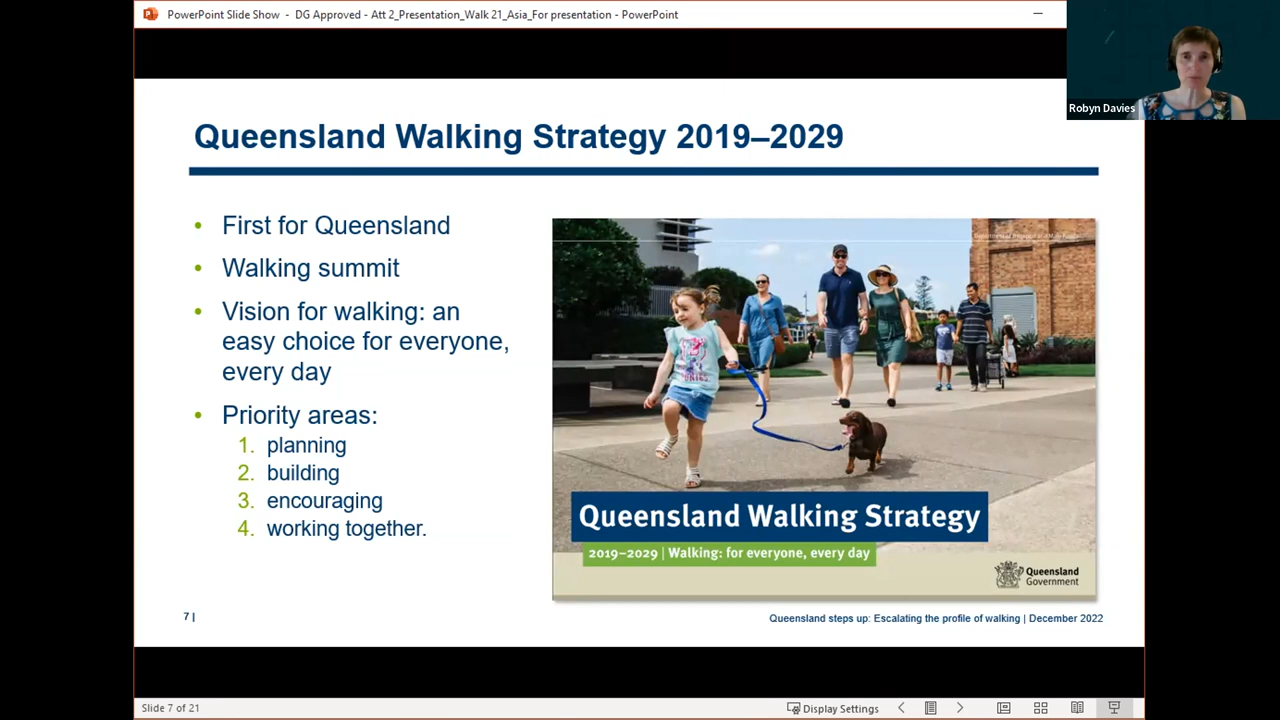 PowerPoint Slide Show - DG Approved - Att 2_Presentation_Walk 21_Asia_For presentation - PowerPoint
Robyn Davies
Queensland Walking Strategy 2019–2029
• First for Queensland
• Walking summit
• Vision for walking: an
easy choice for everyone,
every day
• Priority areas:
1. planning
2. building
3. encouraging
4. working together.
Queensland Walking Strategy
2019–2029 | Walking: for everyone, every day
Queensland
Government
7 |
Queensland steps up: Escalating the profile of walking | December 2022
Slide 7 of 21
Display Settings